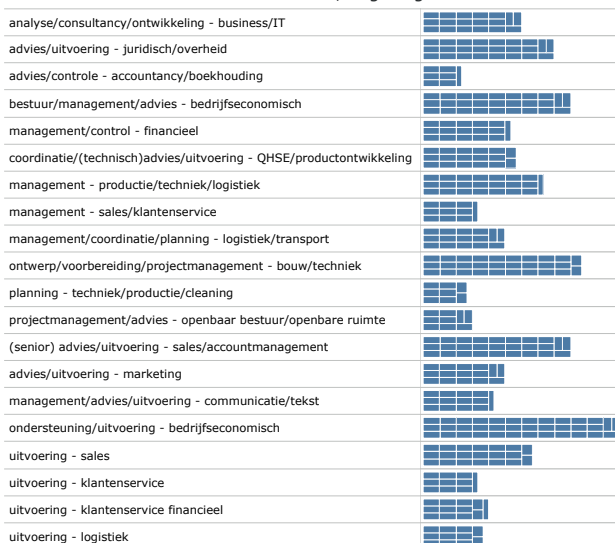 analyse/consultancy/ontwikkeling - business/IT
advies/uitvoering - juridisch/overheid
advies/controle - accountancy/boekhouding
bestuur/management/advies - bedrijfseconomisch
management/control - financieel
coordinatie/(technisch)advies/uitvoering - QHSE/productontwikkeling
management - productie/techniek/logistiek
management - sales/klantenservice
management/coordinatie/planning - logistiek/transport
ontwerp/voorbereiding/projectmanagement - bouw/techniek
planning - techniek/productie/cleaning
projectmanagement/advies - openbaar bestuur/openbare ruimte
(senior) advies/uitvoering - sales/accountmanagement
advies/uitvoering - marketing
management/advies/uitvoering - communicatie/tekst
ondersteuning/uitvoering - bedrijfseconomisch
uitvoering - sales
uitvoering - klantenservice
uitvoering - klantenservice financieel
uitvoering - logistiek